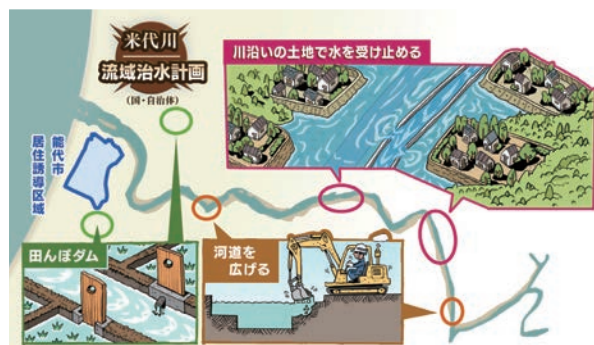 米代川
流域治水計画
（国・自治体）
川沿いの土地で水を受け止める
能代市
居住誘導区域
田んぼダム
河道を
広げる